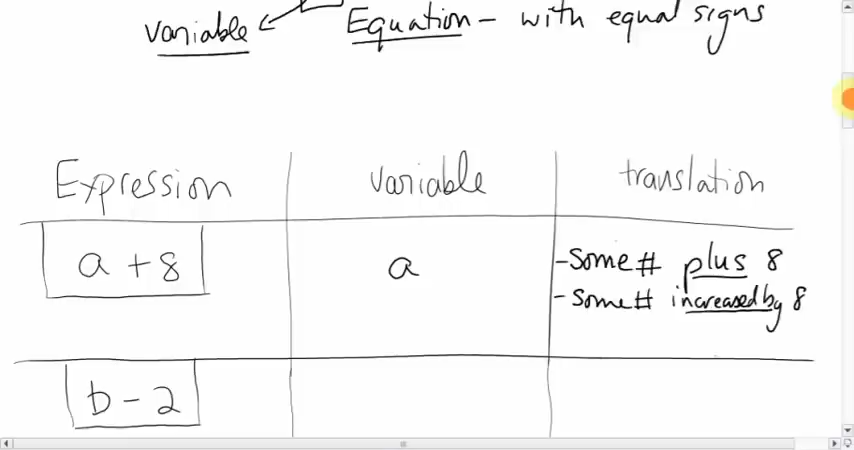 variable Equation - with equal signs
Expression variable translation
a + 8 a - Some # plus 8
- Some # increased by 8
b - 2